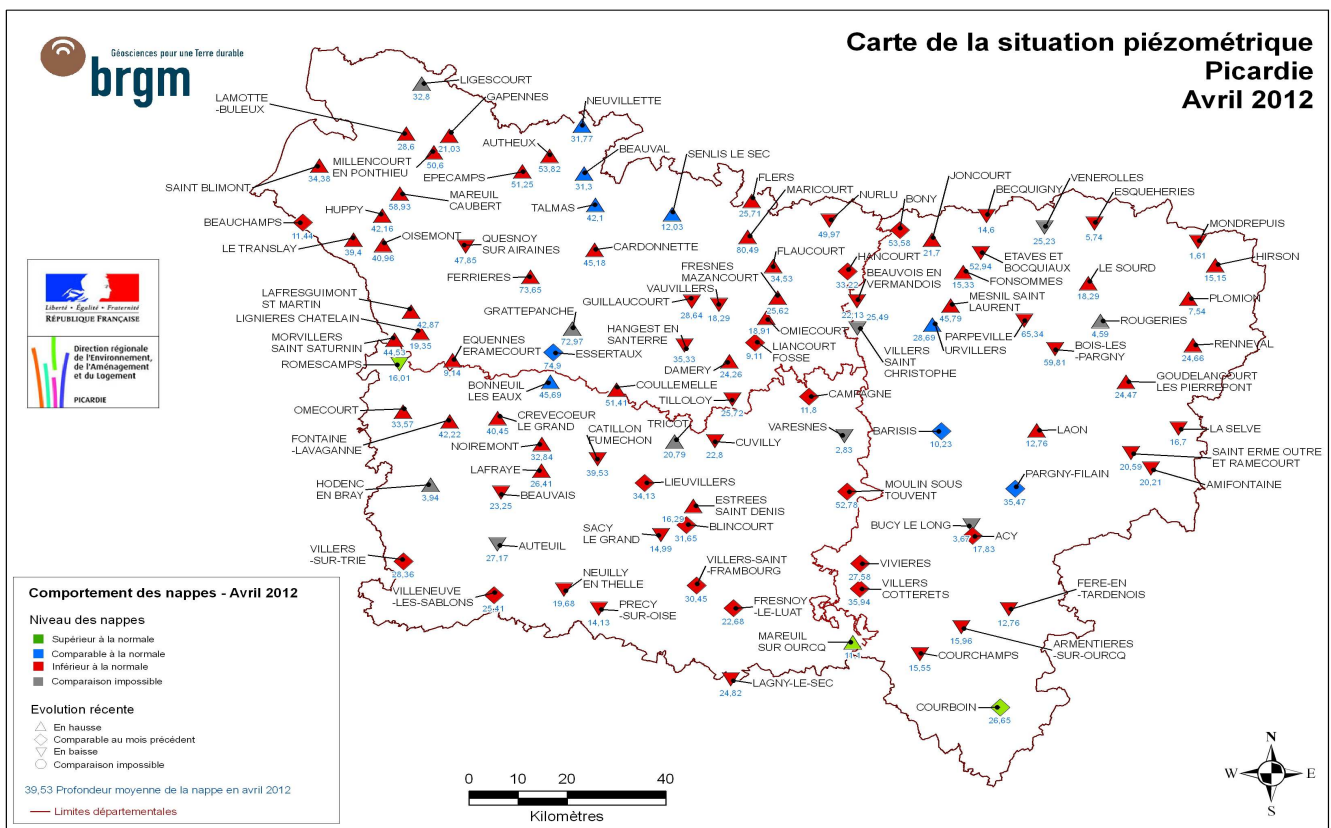 Géosciences pour une Terre durable
brgm
Carte de la situation piézométrique
Picardie
Avril 2012
LIGESCOURT
32,8
GAPENNES
21,03
LAMOTTE
-BULEUX
28,6
NEUVILLETTE
31,77
AUTHEUX
53,82
MILLENCOURT
EN PONTHIEU
50,6
BEAUVAL
31,3
SENLIS LE SEC
12,03
EPECAMPS
51,25
SAINT BLIMONT
34,38
MAREUIL
CAUBERT
58,93
TALMAS
42,1
FLERS
25,71
MARICOURT
80,49
NURLU
49,97
BONY
53,58
JONCOURT
21,7
BECQUIGNY
14,6
VENEROLLES
25,23
ESQUEHERIES
5,74
MONDREPUIS
1,61
HIRSON
15,15
BEAUCHAMPS
11,44
HUPPY
42,16
LE TRANSLAY
39,4
OISEMONT
40,96
QUESNOY
SUR AIRAINES
47,85
CARDONNETTE
45,18
FERRIERES
73,65
FLAUCOURT
34,53
FRESNES
MAZANCOURT
25,62
HANCOURT
33,22
BEAUVOIS EN
VERMANDOIS
22,13
25,49
ETAVES ET
BOCQUIAUX
52,94
FONSOMMES
15,33
LE SOURD
18,29
PLOMION
7,54
VAUVILLERS
18,29
GUILLAUCOURT
28,64
MESNIL SAINT
LAURENT
45,79
PARPEVILLE
65,34
ROUGERIES
4,59
LAFRESGUIMONT
ST MARTIN
42,87
LIGNIERES CHATELAIN
19,35
GRATTEPANCHE
72,97
HANGEST EN
SANTERRE
35,33
OMIECOURT
18,91
LIANCOURT
FOSSE
9,11
VILLERS
SAINT
CHRISTOPHE
URVILLERS
28,69
BOIS-LES
-PARGNY
59,81
RENNEVAL
24,66
MORVILLERS
SAINT SATURNIN
44,53
ROMESCAMPS
16,01
EQUENNES
ERAMECOURT
9,14
ESSERTAUX
74,9
DAMERY
24,26
GOUDELANCOURT
LES PIERREPONT
24,47
BONNEUIL
LES EAUX
45,69
COULLEMELLE
51,41
TILLOLOY
25,72
CAMPAGNE
11,8
OMECOURT
33,57
CREVECOEUR
LE GRAND
40,45
CATILLON
FUMECHON
39,53
TRICOT
20,79
CUVILLY
22,8
VARESNES
2,83
BARISIS
10,23
LAON
12,76
LA SELVE
16,7
FONTAINE
-LAVAGANNE
42,22
NOIREMONT
32,84
LAFRAYE
26,41
SAINT ERME OUTRE
ET RAMECOURT
20,59
AMIFONTAINE
20,21
HODENC
EN BRAY
3,94
BEAUVAIS
23,25
LIEUVILLERS
34,13
MOULIN SOUS
TOUVENT
52,78
PARGNY-FILAIN
35,47
ESTREES
SAINT DENIS
16,29
BLINCOURT
31,65
BUCY LE LONG
3,67
ACY
17,83
SACY
LE GRAND
14,99
AUTEUIL
27,17
VILLERS
-SUR-TRIE
28,36
VILLERS-SAINT
-FRAMBOURG
30,45
VIVIERES
27,58
VILLERS
COTTERETS
35,94
NEUILLY
EN THELLE
19,68
VILLENEUVE
-LES-SABLONS
25,41
PRECY
-SUR-OISE
14,13
FRESNOY
-LE-LUAT
22,68
FERE-EN
-TARDENOIS
12,76
MAREUIL
SUR OURCQ
ARMENTIERES
-SUR-OURCQ
15,96
COURCHAMPS
15,55
LAGNY-LE-SEC
24,82
COURBOIN
26,65
Liberté • Égalité • Fraternité
RÉPUBLIQUE FRANÇAISE
Direction régionale
de l'Environnement,
de l'Aménagement
et du Logement
PICARDIE
Comportement des nappes - Avril 2012
Niveau des nappes
Supérieur à la normale
Comparable à la normale
Inférieur à la normale
Comparaison impossible
Evolution récente
En hausse
Comparable au mois précédent
En baisse
Comparaison impossible
39,53 Profondeur moyenne de la nappe en avril 2012
Limites départementales
0 10 20 40
Kilomètres
N
W E
S